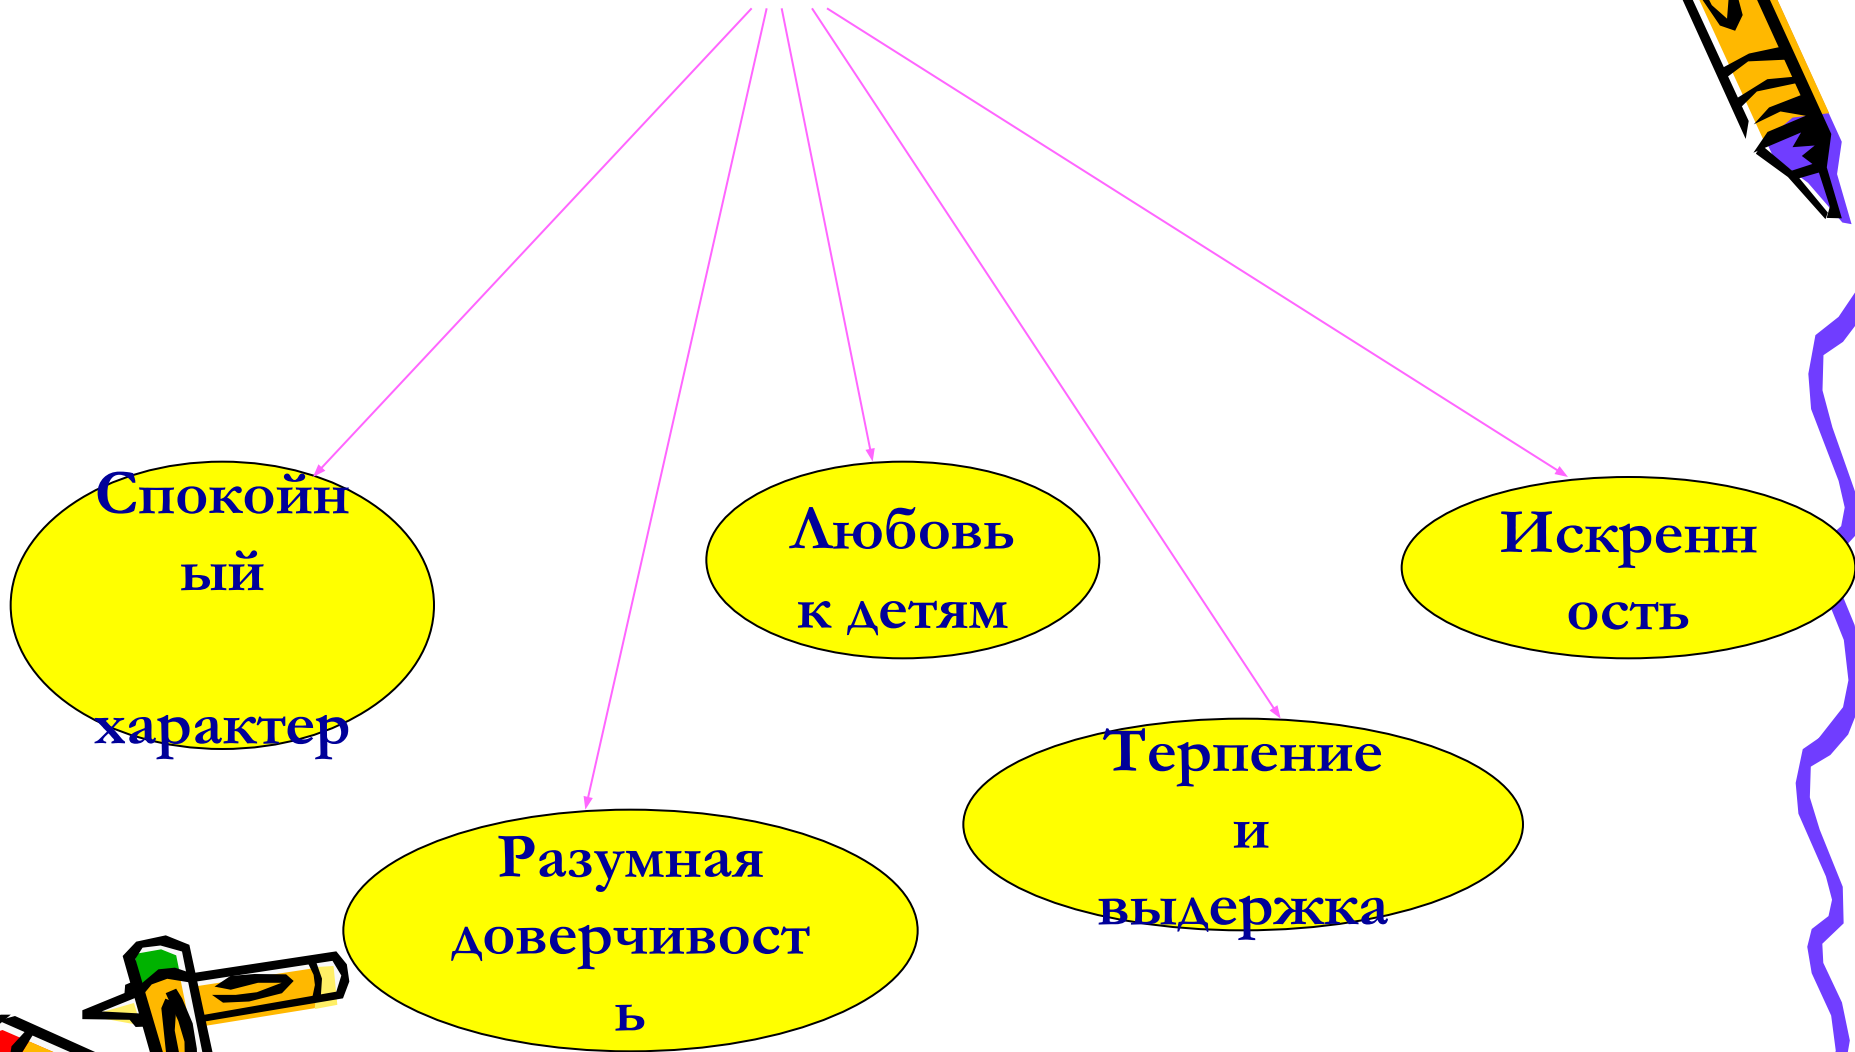 Спокойн
ый
характер
Разумная
доверчивост
ь
Любовь
к детям
Терпение
и
выдержка
Искренн
ость